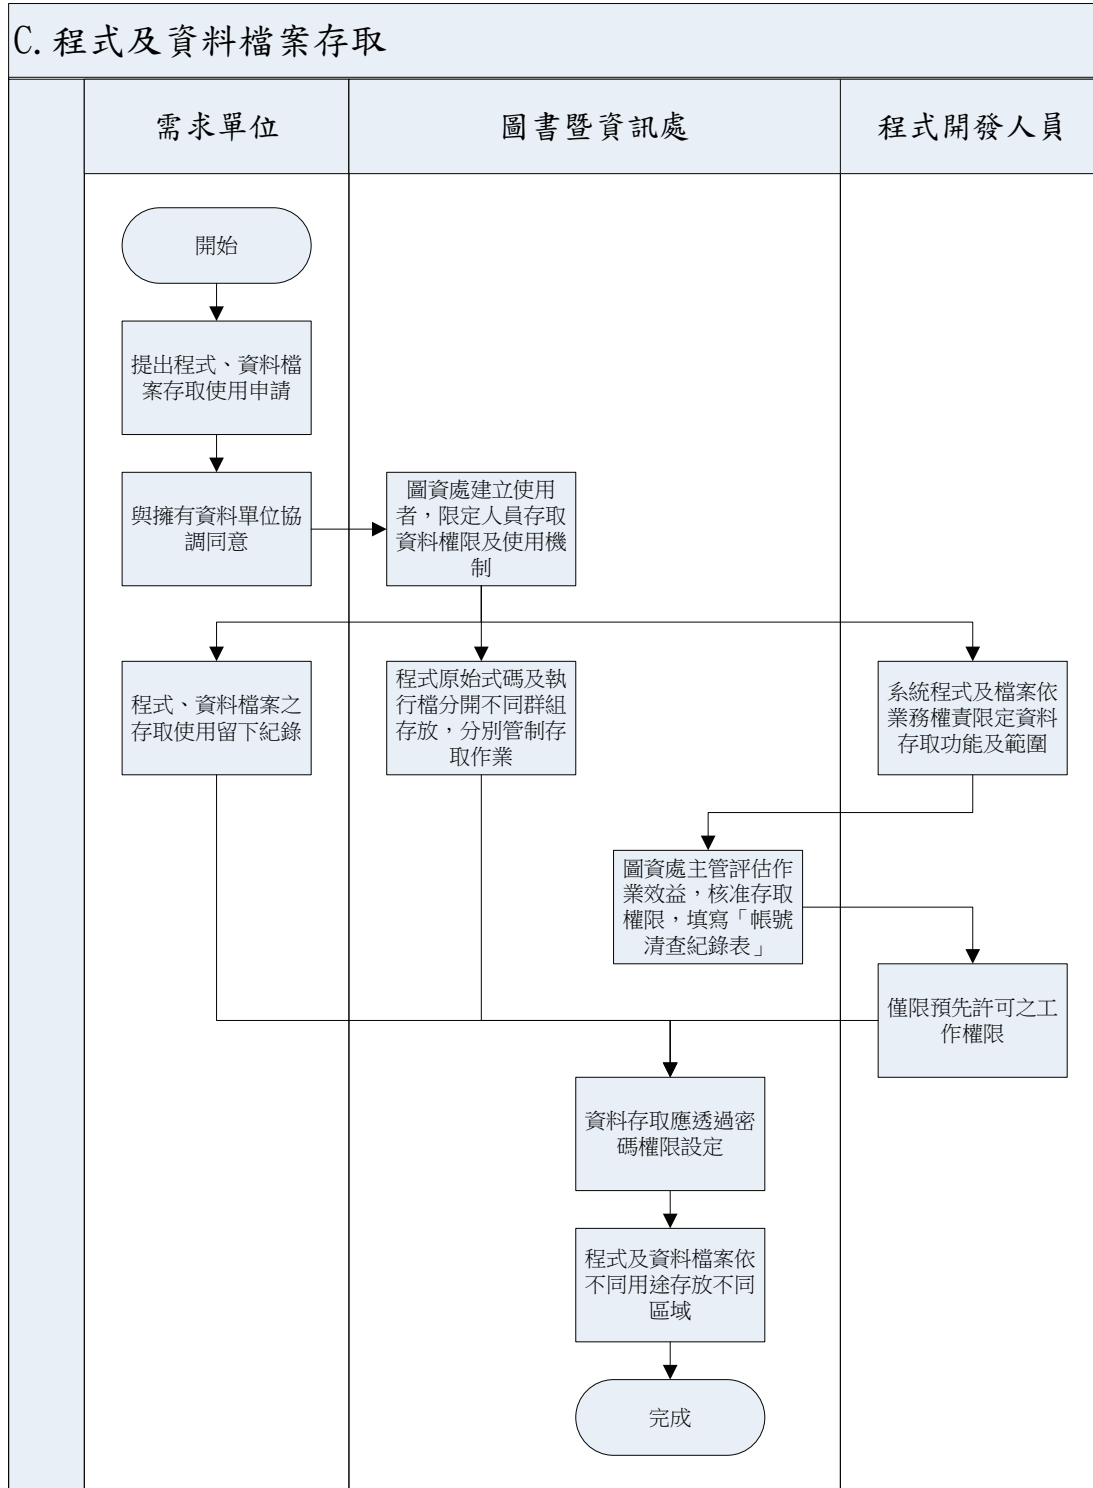 C.程式及資料檔案存取
需求單位
圖書暨資訊處
程式開發人員
開始
提出程式、資料檔
案存取使用申請
與擁有資料單位協
調同意
圖資處建立使用
者，限定人員存取
資料權限及使用機
制
程式、資料檔案之
存取使用留下紀錄
程式原始式碼及執
行檔分開不同群組
存放，分別管制存
取作業
系統程式及檔案依
業務權責限定資料
存取功能及範圍
圖資處主管評估作
業效益，核准存取
權限，填寫「帳號
清查紀錄表」
僅限預先許可之工
作權限
資料存取應透過密
碼權限設定
程式及資料檔案依
不同用途存放不同
區域
完成